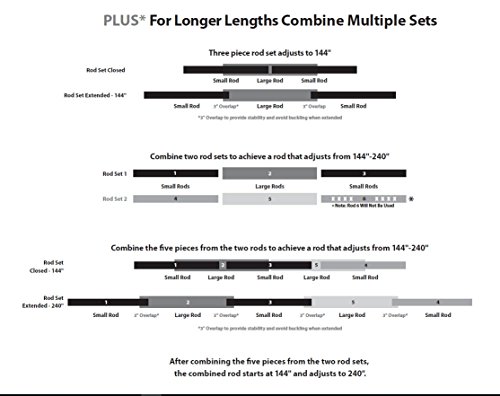 PLUS* For Longer Lengths Combine Multiple Sets
Three piece rod set adjusts to 144"
Rod Set Closed
Small Rod Large Rod Small Rod
Rod Set Extended - 144"
Small Rod 3" Overlap* Large Rod 3" Overlap* Small Rod
*3" Overlap to provide stability and avoid buckling when extended
Combine two rod sets to achieve a rod that adjusts from 144"-240"
Rod Set 1 1 2 3
Small Rods Large Rods Small Rods
Rod Set 2 4 5 6 *
* Note: Rod 6 Will Not Be Used
Combine the five pieces from the two rods to achieve a rod that adjusts from 144"-240"
Rod Set
Closed - 144" 1 2 3 5 4
Small Rod Large Rod Small Rod Large Rod Small Rod
Rod Set
Extended - 240" 1 2 3 5 4
Small Rod 3" Overlap* Large Rod 3" Overlap* Small Rod 3" Overlap* Large Rod 3" Overlap* Small Rod
*3" Overlap to provide stability and avoid buckling when extended
After combining the five pieces from the two rod sets,
the combined rod starts at 144" and adjusts to 240".